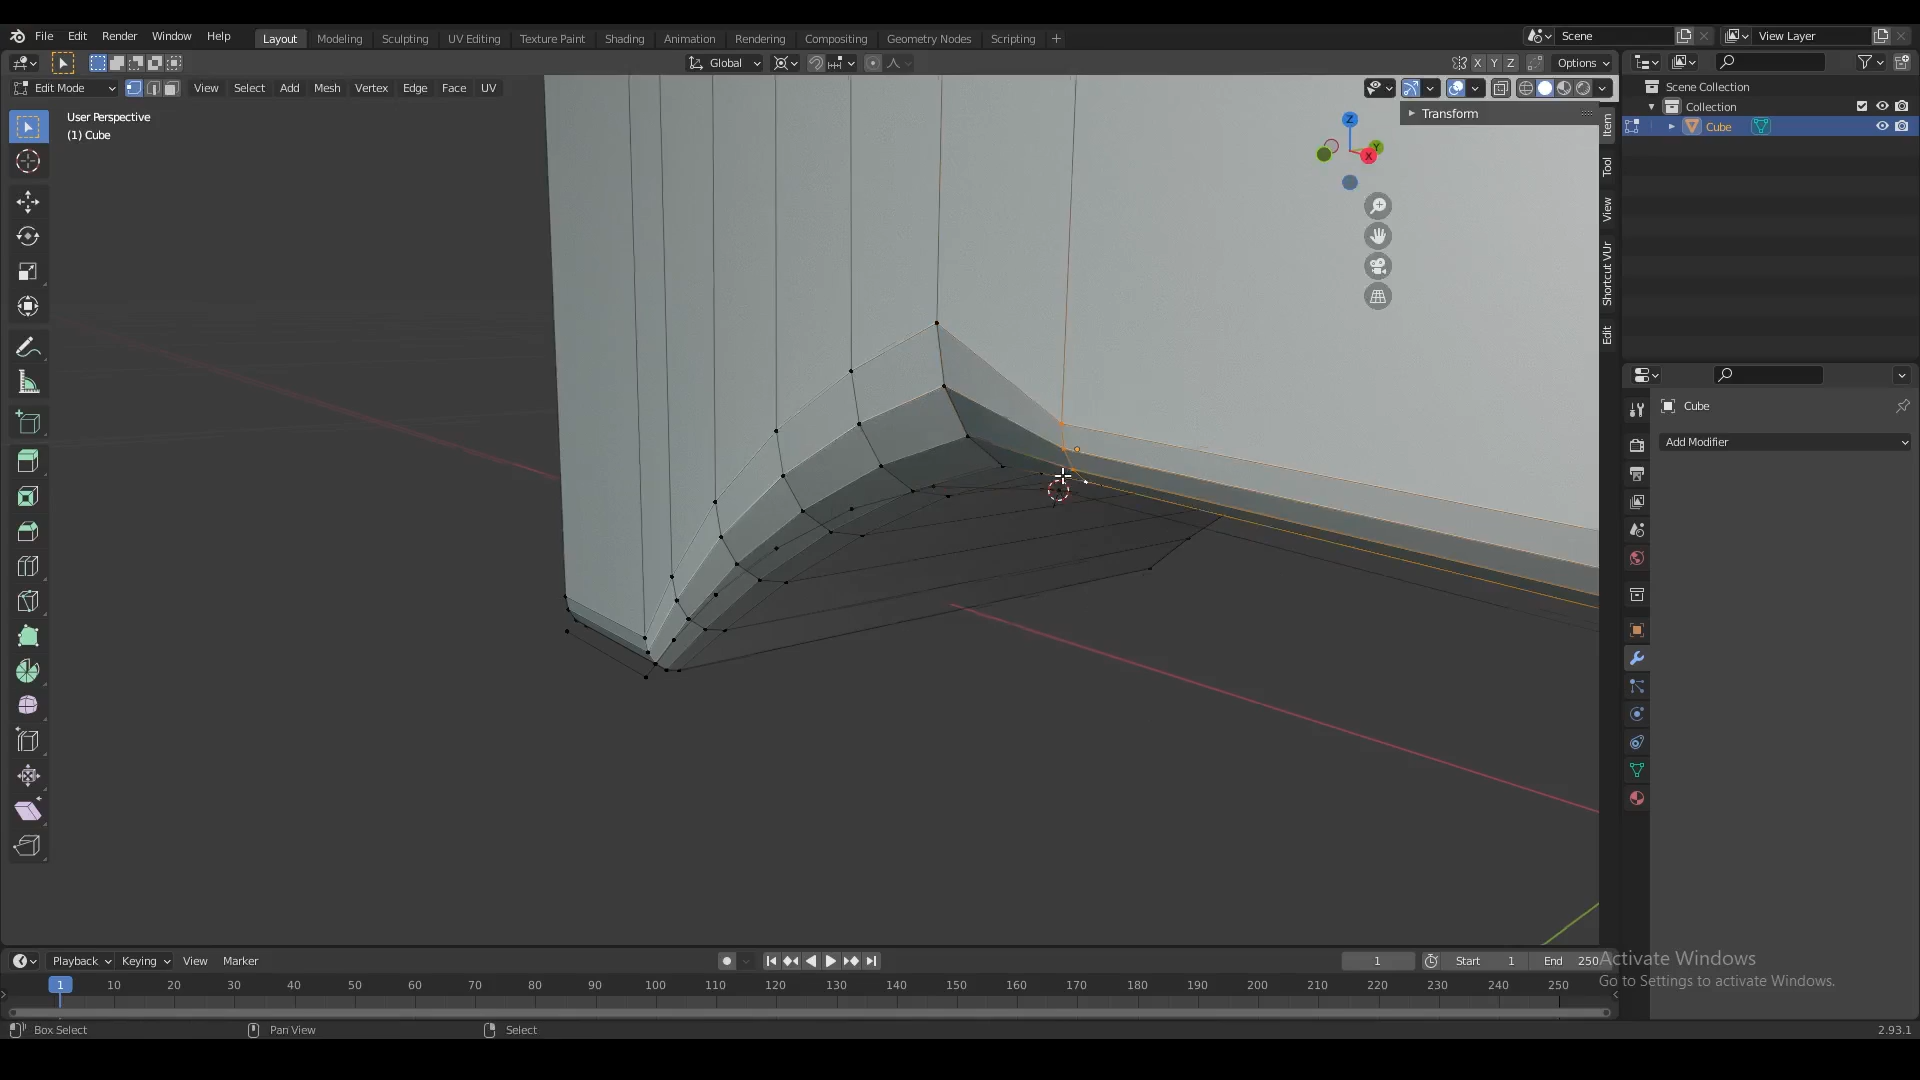 File Edit Render Window Help Layout Modeling Sculpting UV Editing Texture Paint Shading Animation Rendering Compositing Geometry Nodes Scripting + Scene View Layer
Global X Y Z Options
Edit Mode View Select Add Mesh Vertex Edge Face UV
Scene Collection
Collection
Cube
User Perspective
(1) Cube
Transform
Z
Y
X
Item
Tool
View
Shortcut VUr
Edit
Cube
Add Modifier
Playback Keying View Marker 1 Start 1 End 250
Activate Windows
Go to Settings to activate Windows.
1 10 20 30 40 50 60 70 80 90 100 110 120 130 140 150 160 170 180 190 200 210 220 230 240 250
Box Select Pan View Select 2.93.1